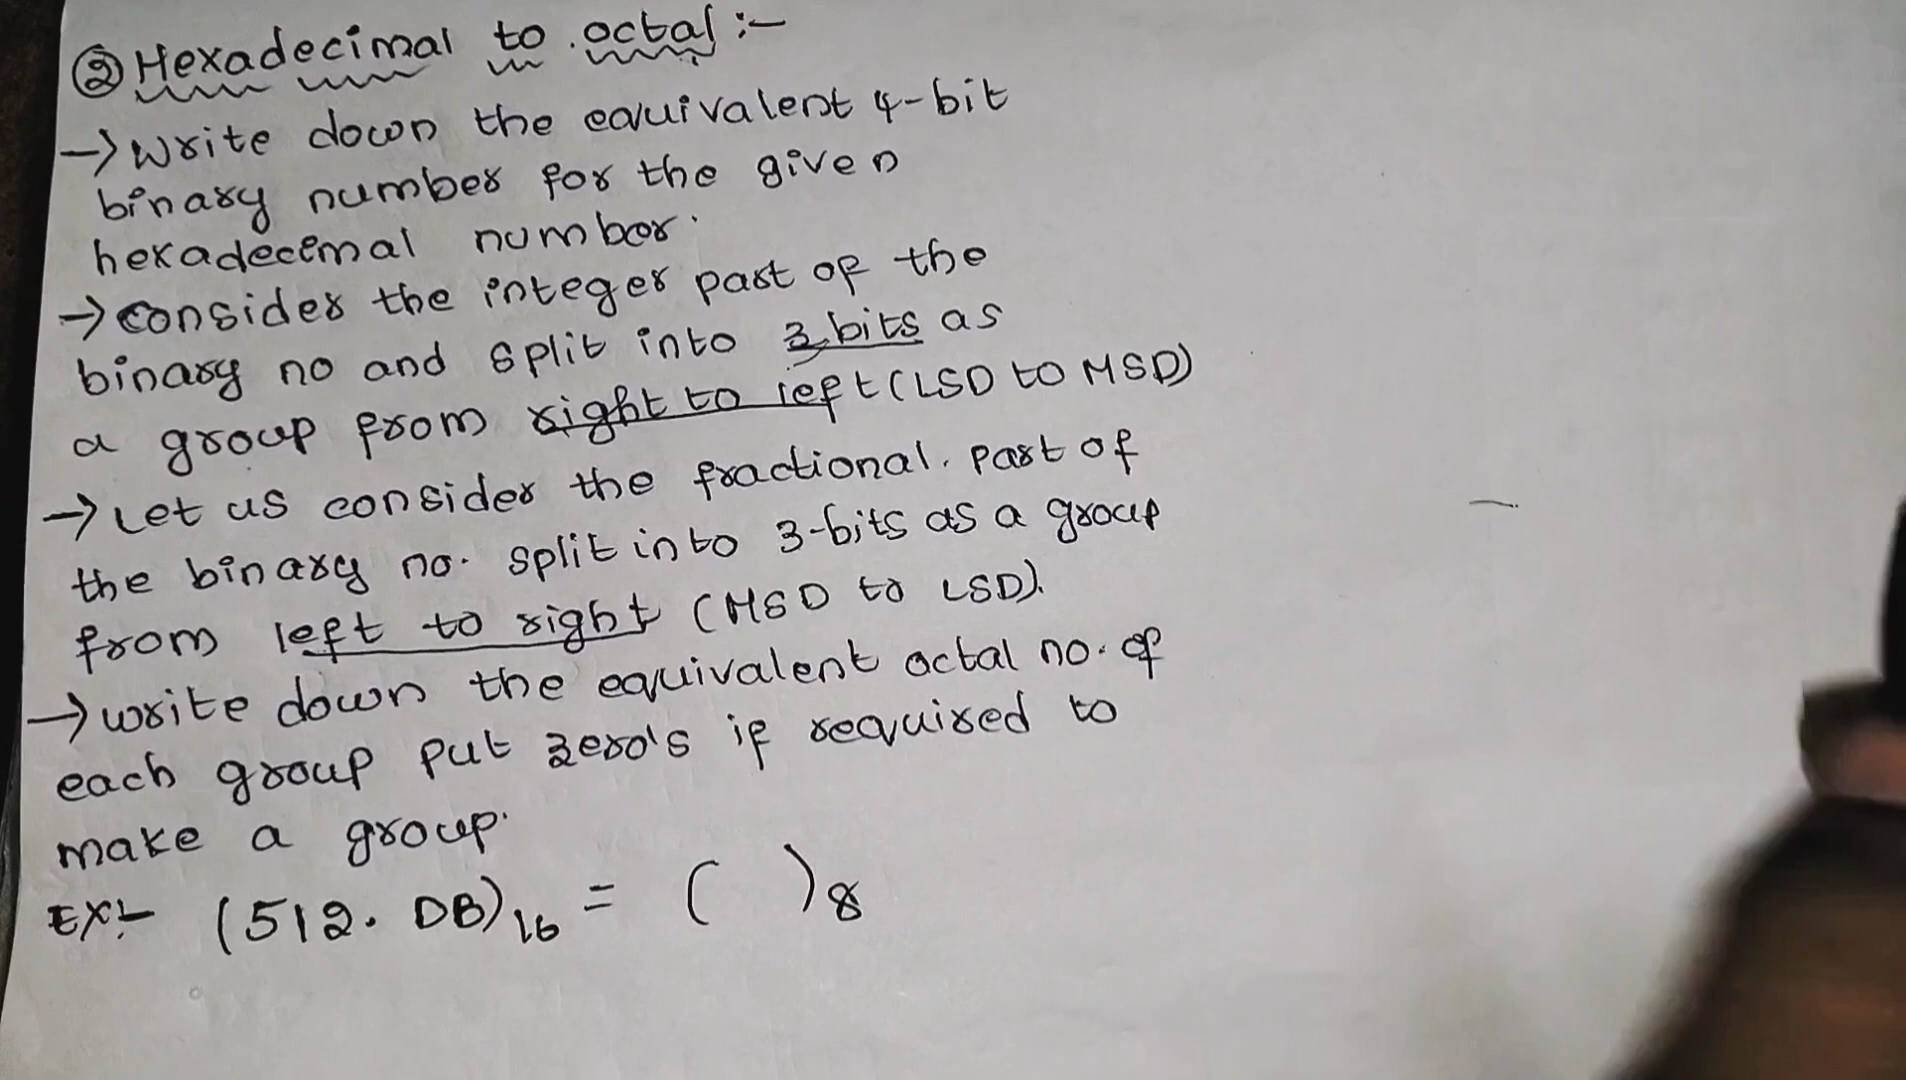 ② Hexadecimal to octal :-
→ Write down the equivalent 4-bit
binary number for the given
hexadecimal number.
→ consider the integer part of the
binary no and split into 3 bits as
a group from right to left (LSD to MSD)
→ Let us consider the fractional. part of
the binary no. split into 3-bits as a group
from left to right (MSD to LSD).
→ write down the equivalent octal no. of
each group put zero's if required to
make a group.
EX:- (512. DB)₁₆ = ( )₈